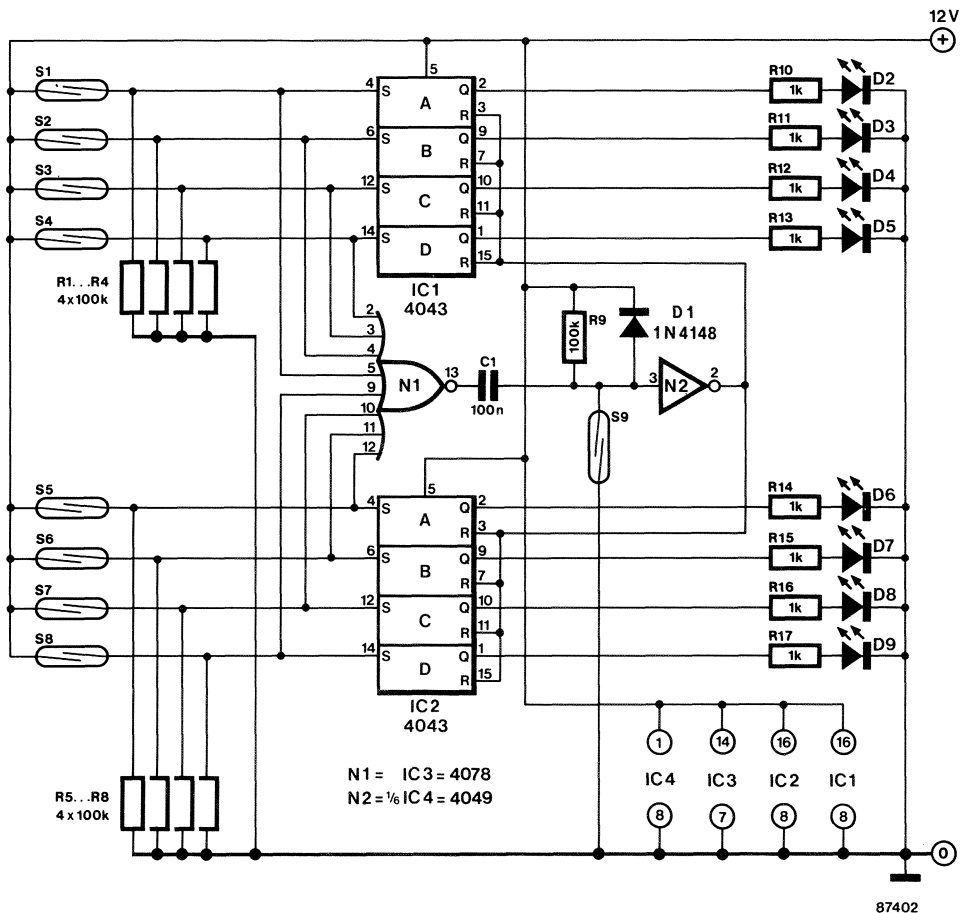 12 V
+
S1
4 S
5
A
Q 2
R 3
R10
1k
D2
S2
6 S
B
Q 9
R 7
R11
1k
D3
S3
12 S
C
Q 10
R 11
R12
1k
D4
S4
14 S
D
Q 1
R 15
R13
1k
D5
IC1
4043
R1...R4
4x100k
2
3
4
5
9
10
11
12
N1
13
C1
100n
R9
100k
D1
1N4148
3
N2
2
S9
S5
4 S
5
A
Q 2
R 3
R14
1k
D6
S6
6 S
B
Q 9
R 7
R15
1k
D7
S7
12 S
C
Q 10
R 11
R16
1k
D8
S8
14 S
D
Q 1
R 15
R17
1k
D9
IC2
4043
R5...R8
4x100k
N1 = IC3 = 4078
N2 = 1/6 IC4 = 4049
1
14
16
16
IC4
IC3
IC2
IC1
8
7
8
8
0
87402